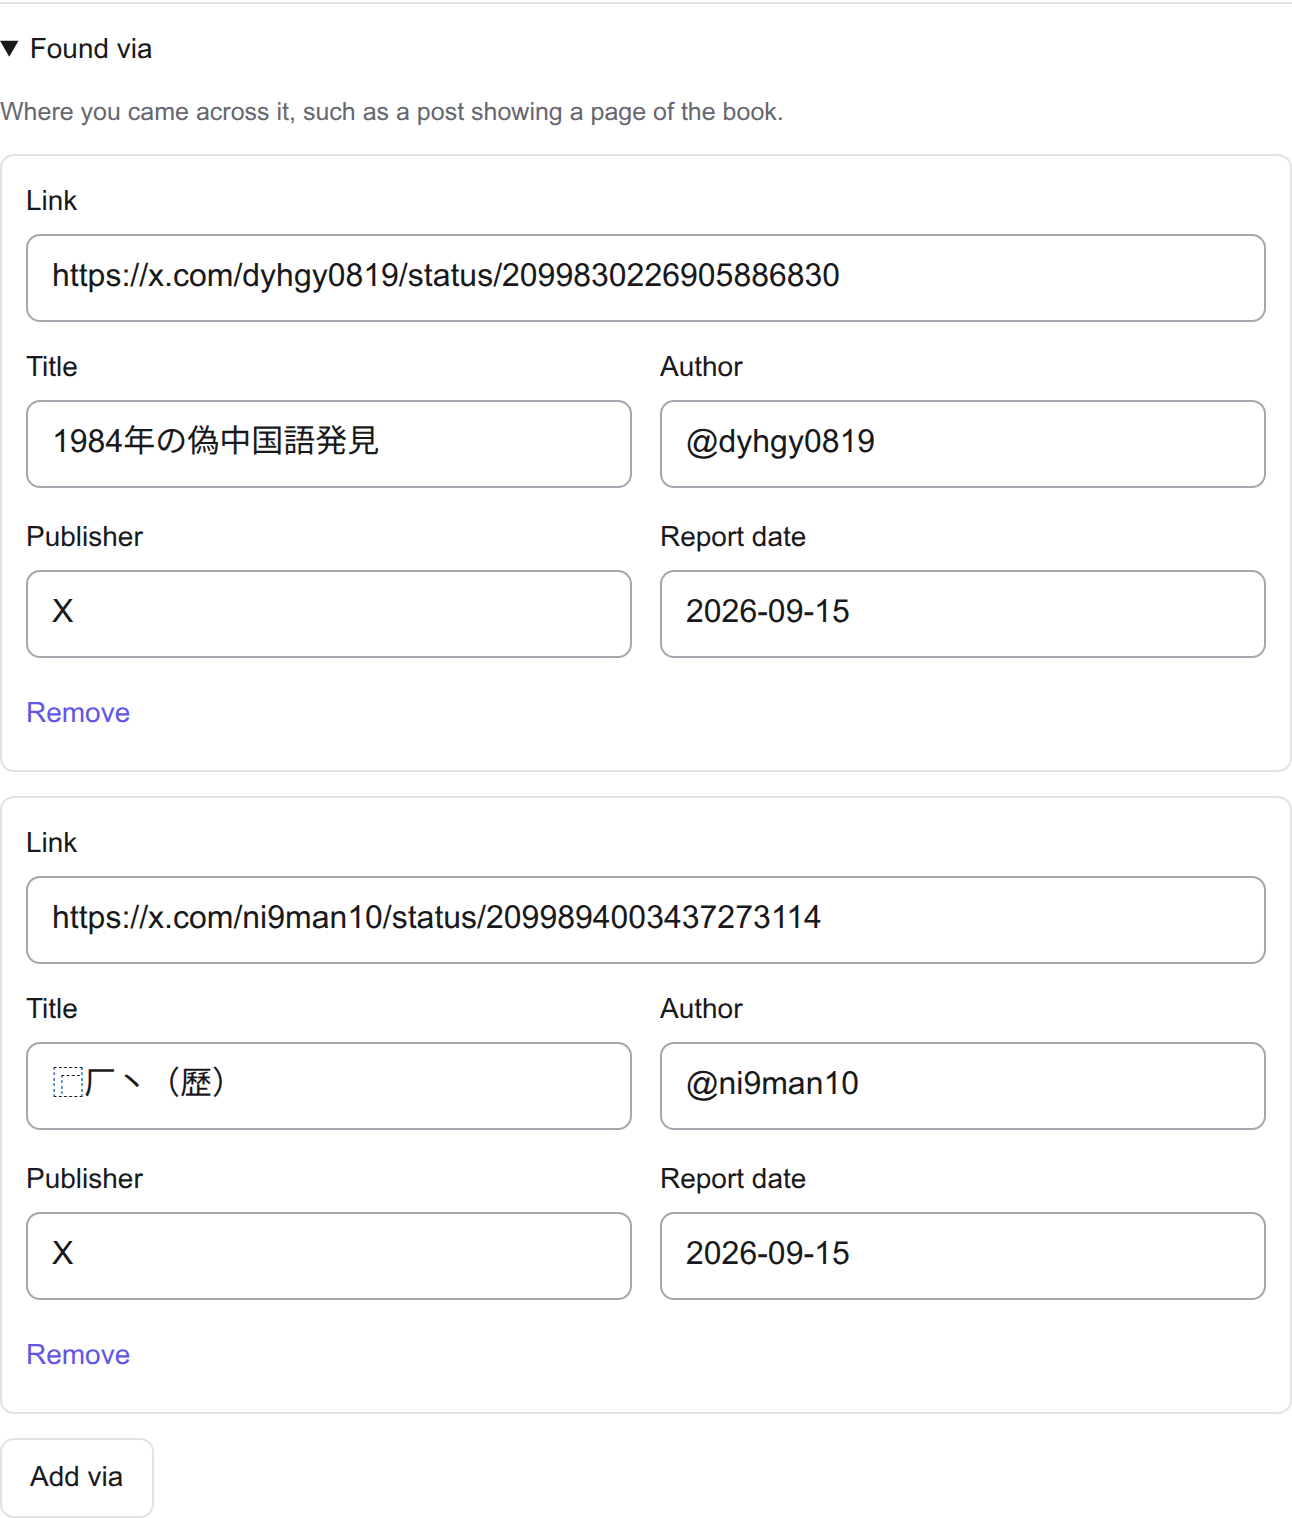 Found via
Where you came across it, such as a post showing a page of the book.
Link
https://x.com/dyhgy0819/status/2099830226905886830
Title
Author
1984年の偽中国語発見
@dyhgy0819
Publisher
Report date
X
2026-09-15
Remove
Link
https://x.com/ni9man10/status/2099894003437273114
Title
Author
⿸厂丶（歷）
@ni9man10
Publisher
Report date
X
2026-09-15
Remove
Add via